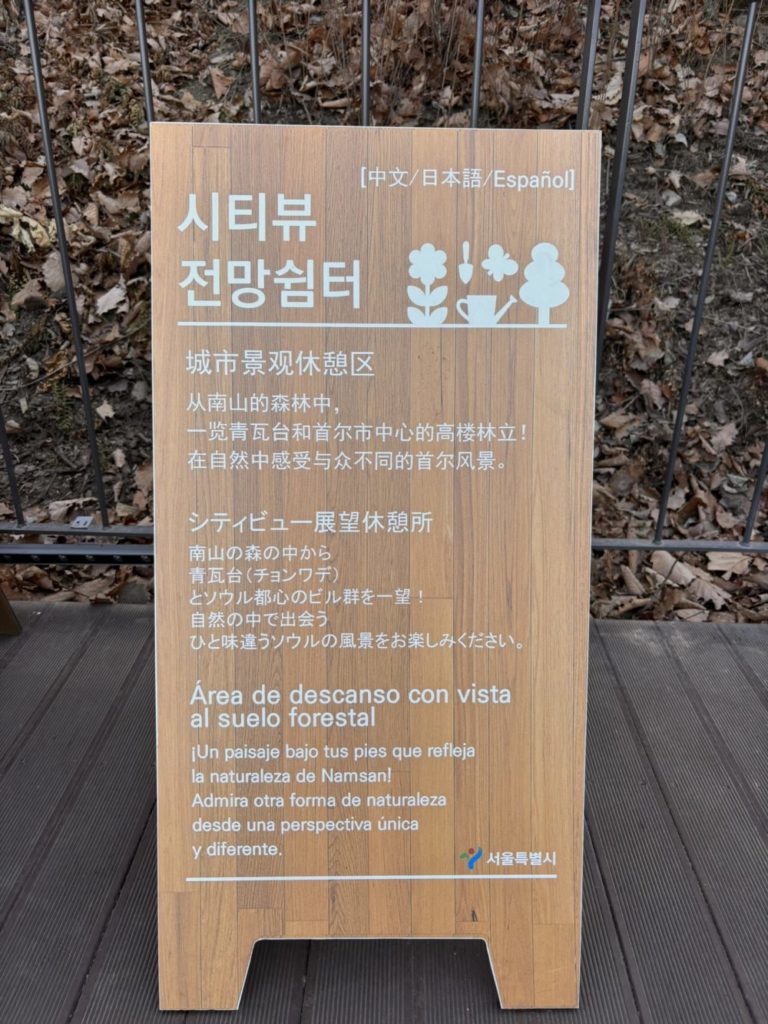 [中文/日本語/Español]
시티뷰
전망쉼터
城市景观休憩区
从南山的森林中，
一览青瓦台和首尔市中心的高楼林立！
在自然中感受与众不同的首尔风景。
シティビュー展望休憩所
南山の森の中から
青瓦台（チョンワデ）
とソウル都心のビル群を一望！
自然の中で出会う
ひと味違うソウルの風景をお楽しみください。
Área de descanso con vista
al suelo forestal
¡Un paisaje bajo tus pies que refleja
la naturaleza de Namsan!
Admira otra forma de naturaleza
desde una perspectiva única
y diferente.
서울특별시